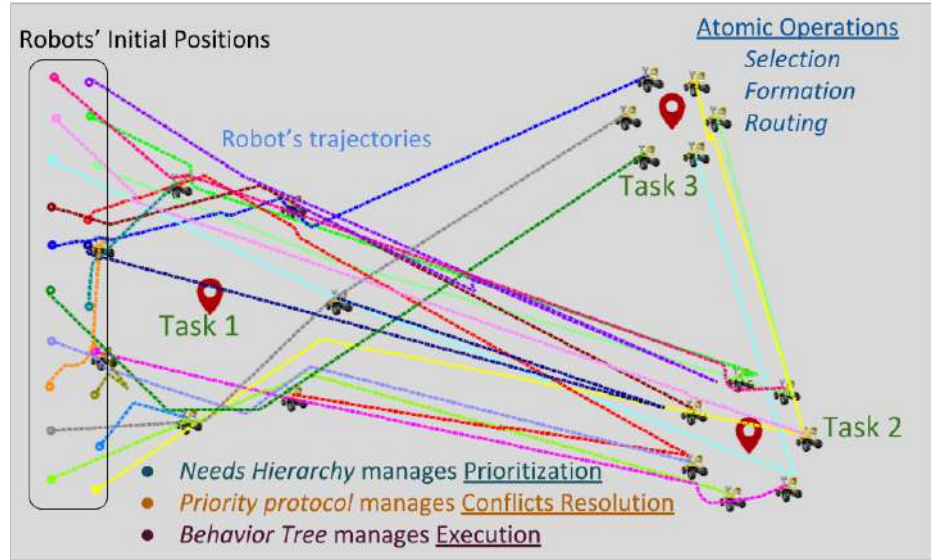 Robots' Initial Positions
Atomic Operations
Selection
Formation
Routing
Robot's trajectories
Task 3
Task 1
Task 2
Needs Hierarchy manages Prioritization
Priority protocol manages Conflicts Resolution
Behavior Tree manages Execution